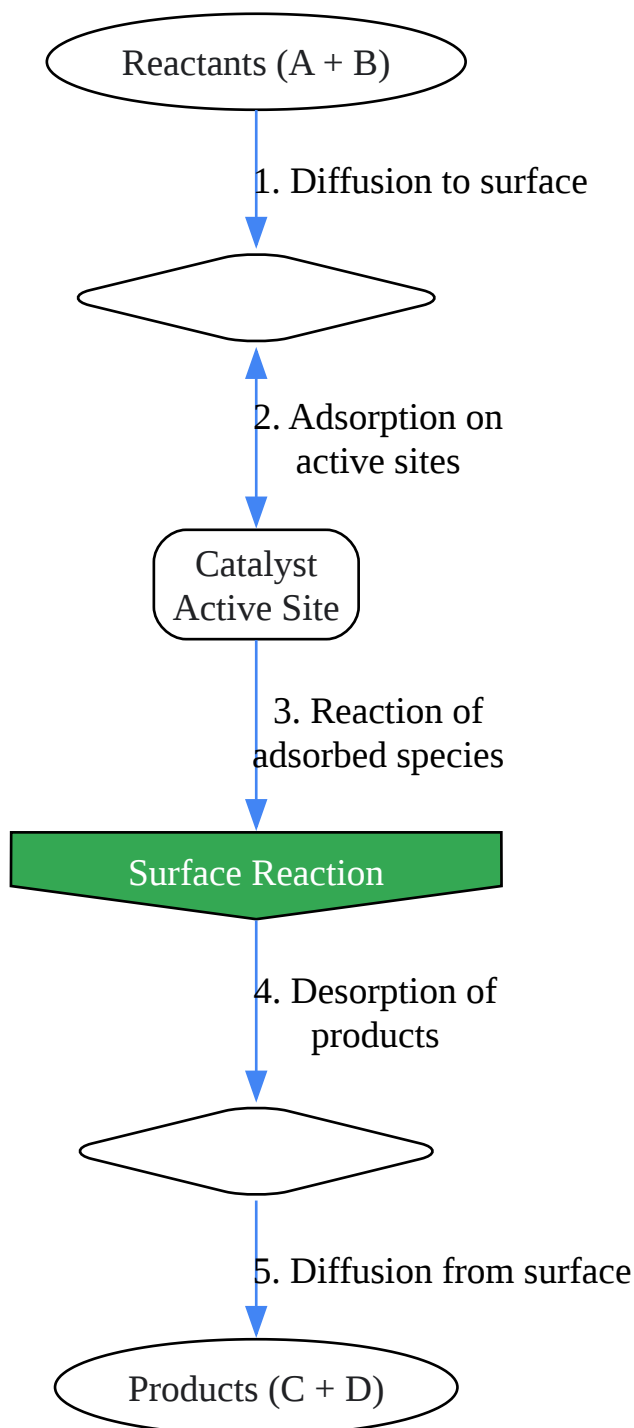 Reactants (A + B)
1. Diffusion to surface
2. Adsorption on
active sites
Catalyst
Active Site
3. Reaction of
adsorbed species
Surface Reaction
4. Desorption of
products
5. Diffusion from surface
Products (C + D)